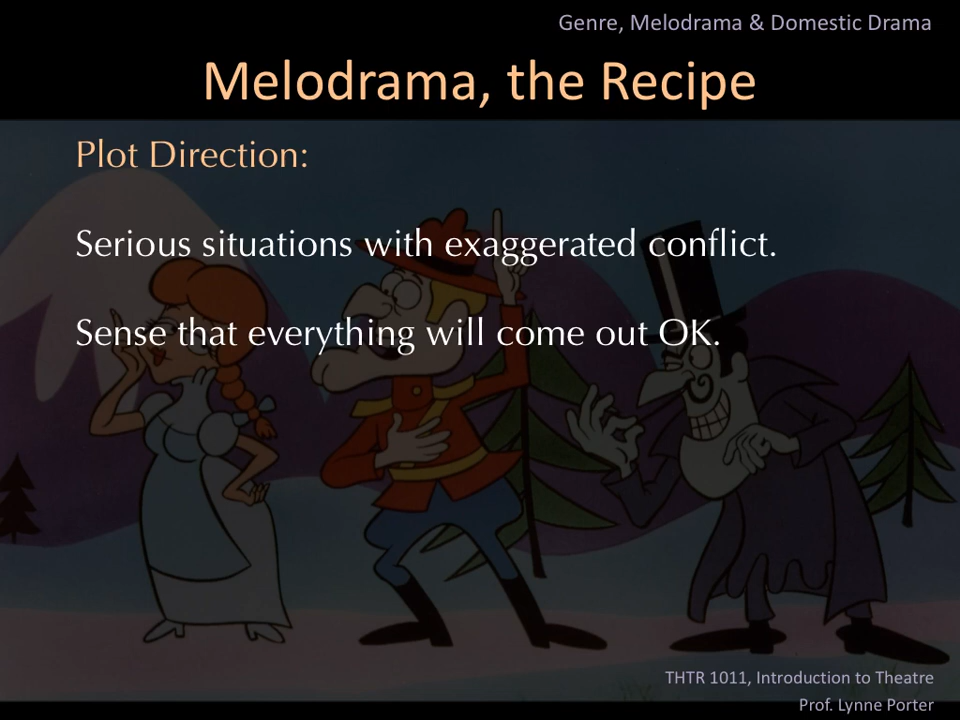 Genre, Melodrama & Domestic Drama
Melodrama, the Recipe
Plot Direction:
Serious situations with exaggerated conflict.
Sense that everything will come out OK.
THTR 1011, Introduction to Theatre
Prof. Lynne Porter